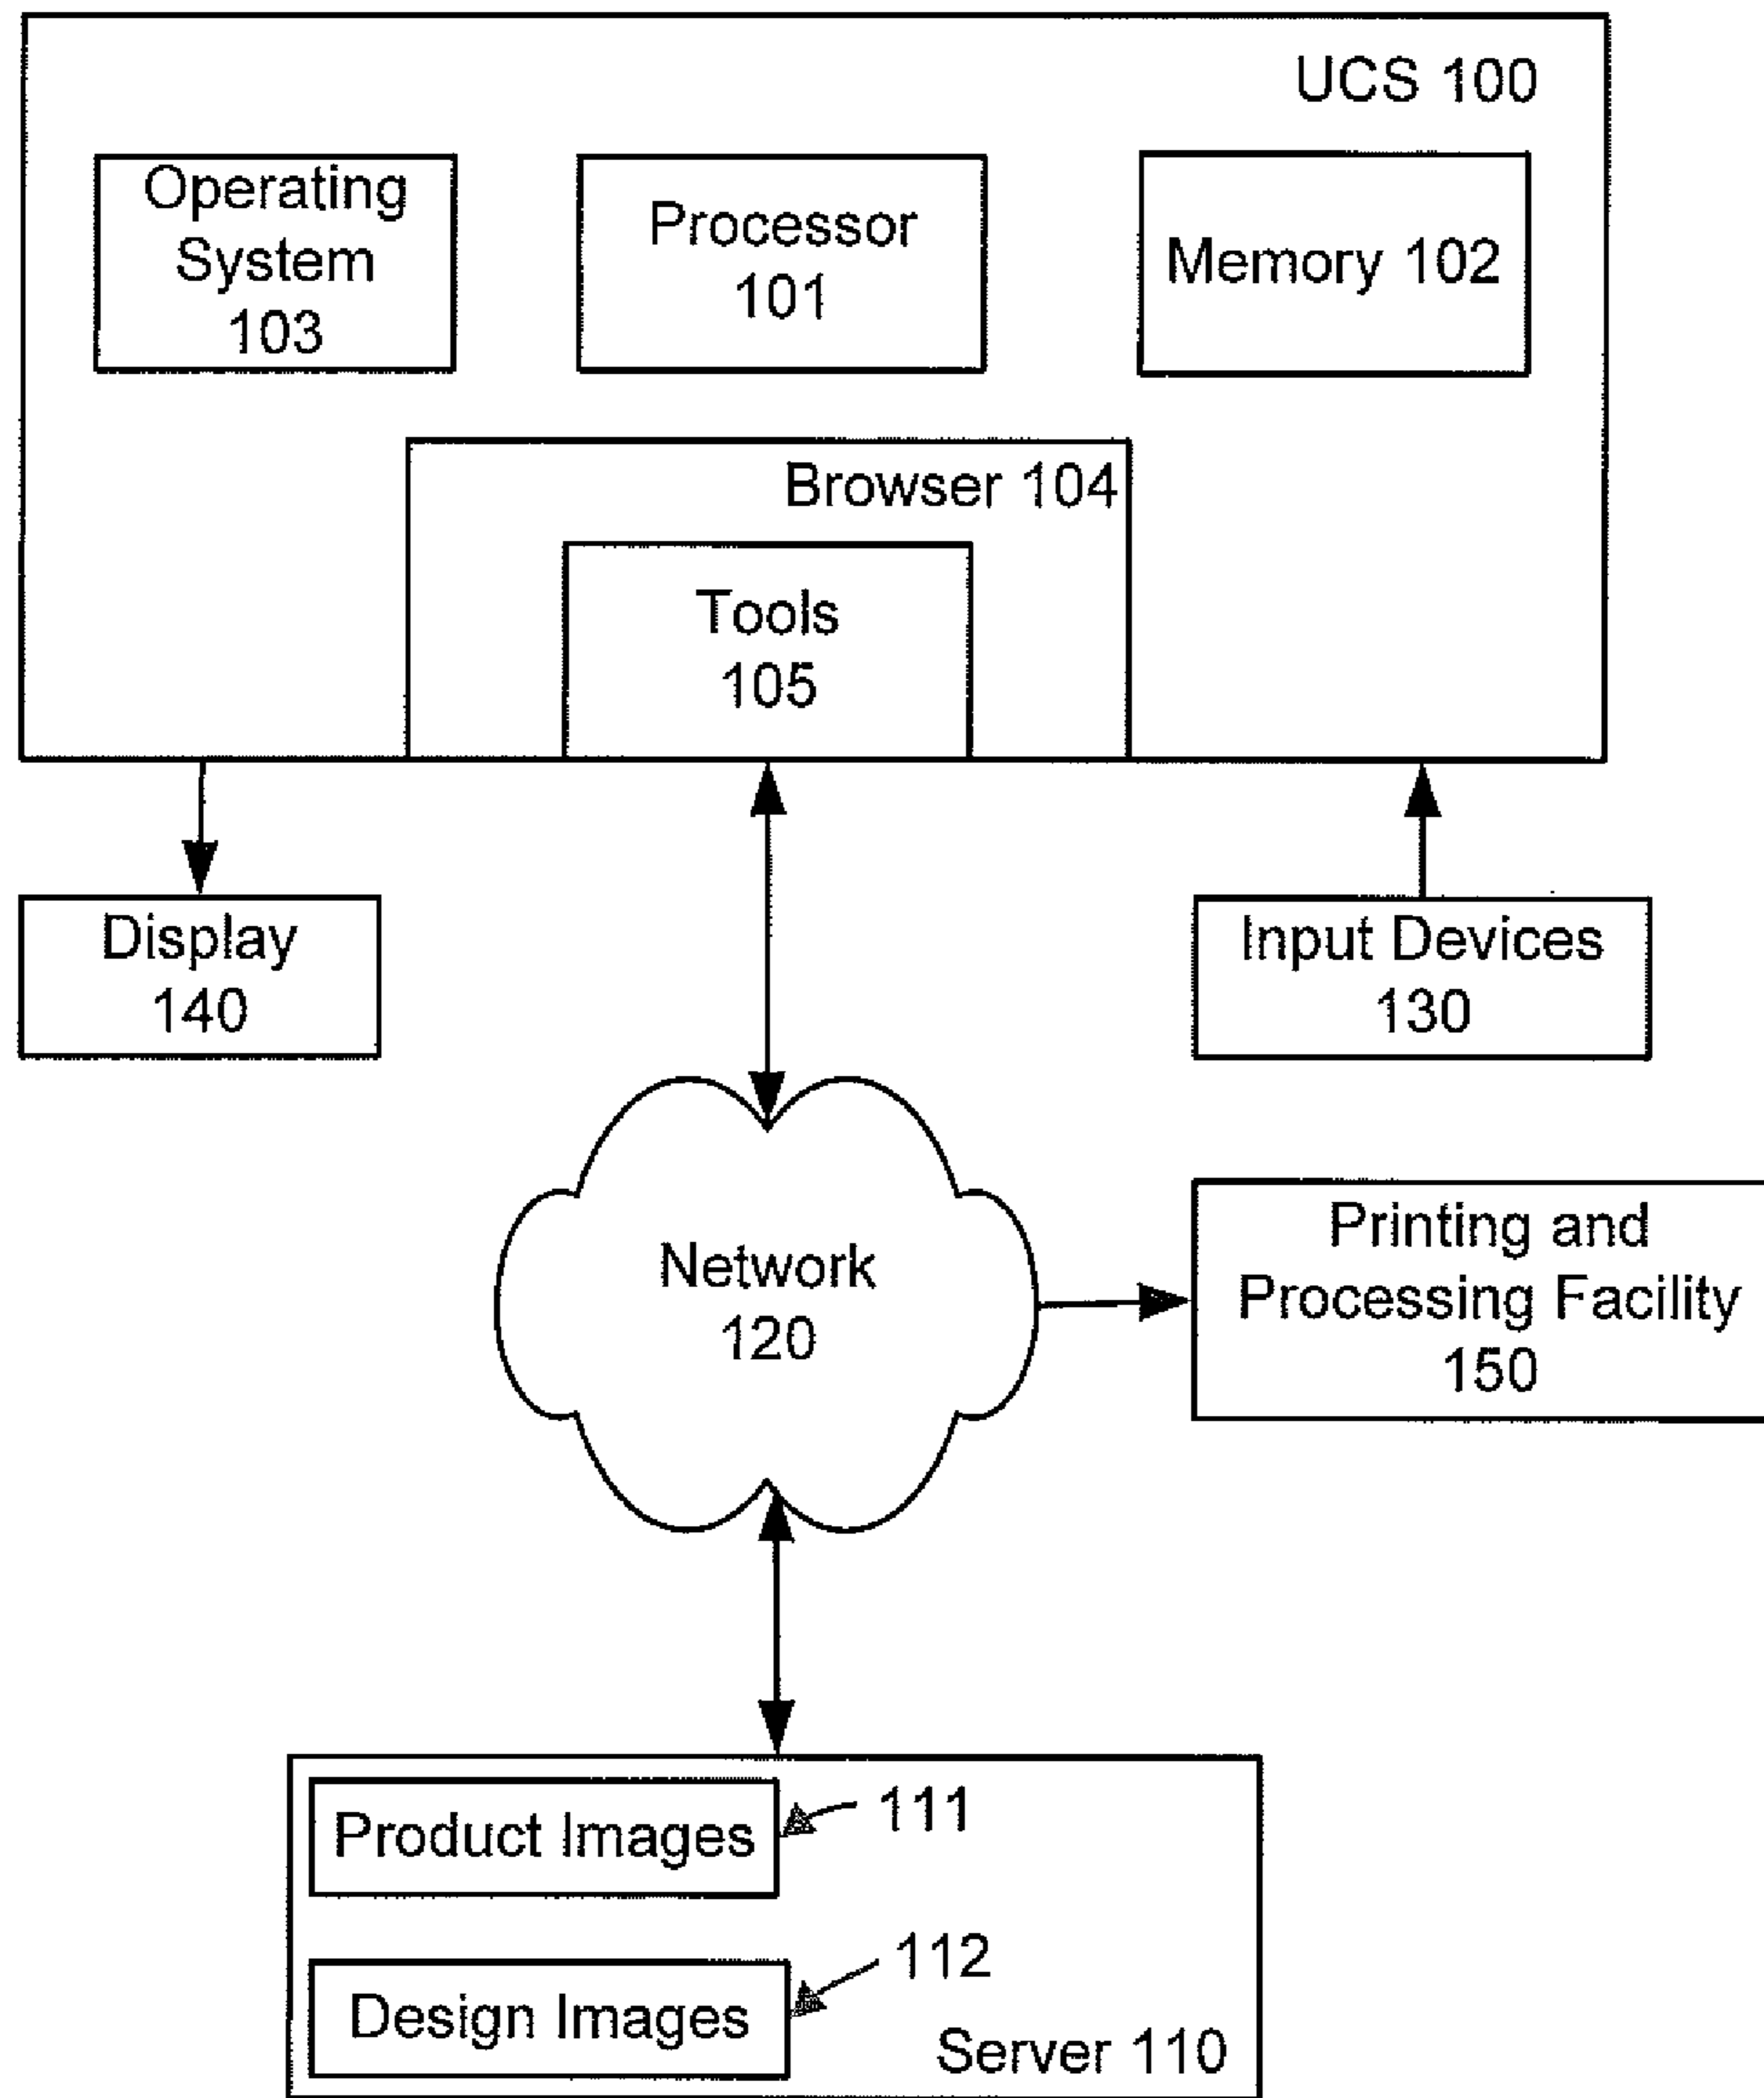 UCS 100
Operating
System
103
Processor
101
Memory 102
Browser 104
Tools
105
Display
140
Input Devices
130
Network
120
Printing and
Processing Facility
150
Product Images
111
Design Images
112
Server 110